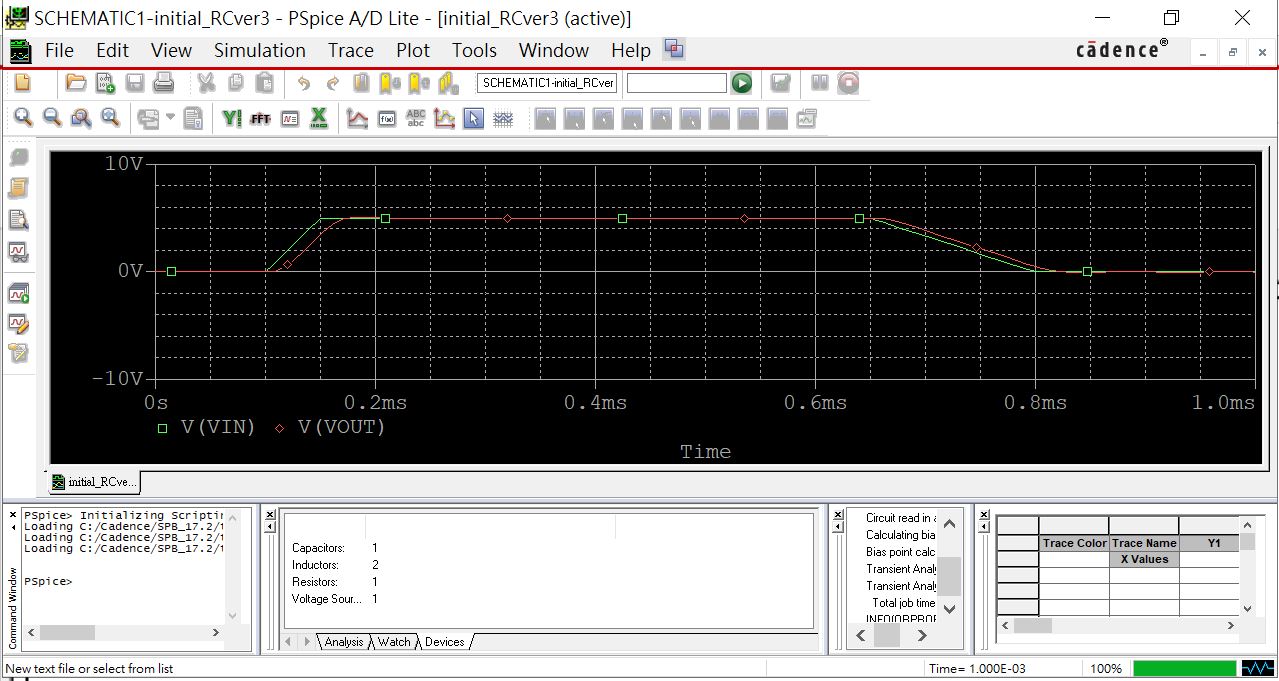 SCHEMATIC1-initial_RCver3 - PSpice A/D Lite - [initial_RCver3 (active)]
File Edit View Simulation Trace Plot Tools Window Help
cādence®
SCHEMATIC1-initial_RCver
FFT
f(x)
ABC
abc
10V
0V
-10V
0s 0.2ms 0.4ms 0.6ms 0.8ms 1.0ms
V(VIN) V(VOUT)
Time
initial_RCve...
Command Window
PSpice> Initializing Scriptin
Loading C:/Cadence/SPB_17.2/t
Loading C:/Cadence/SPB_17.2/t
Loading C:/Cadence/SPB_17.2/t
PSpice>
Capacitors: 1
Inductors: 2
Resistors: 1
Voltage Sour... 1
Analysis Watch Devices
Circuit read in a
Calculating bia
Bias point calc
Transient Analy
Transient Analy
Total job time
Trace Color Trace Name Y1
X Values
New text file or select from list
Time= 1.000E-03 100%